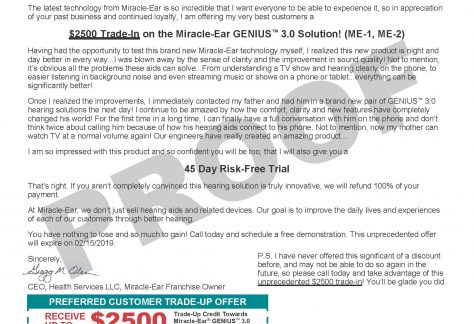 The latest technology from Miracle-Ear is so incredible that I want everyone to be able to experience it, so in appreciation
of your past business and continued loyalty, I am offering my very best customers a
$2500 Trade-In on the Miracle-Ear GENIUS™ 3.0 Solution! (ME-1, ME-2)
Having had the opportunity to test this brand new Miracle-Ear technology myself, I realized this new product is night and
day better in every way...I was blown away by the sense of clarity and the improvement in sound quality! Not to mention,
it's obvious all the problems these aids can solve...From understanding a TV show and hearing clearly on the phone, to
easier listening in background noise and even streaming music or shows on a phone or tablet...everything can be
significantly better!
Once I realized the improvements, I immediately contacted my father and had him in a brand new pair of GENIUS™ 3.0
hearing solutions the next day! I continue to be amazed by how the comfort, clarity and new features have completely
changed his world! For the first time in a long time, I can finally have a full conversation with him on the phone and don't
think twice about calling him because of how his hearing aids connect to his phone. Not to mention, now my mother can
watch TV at a normal volume again! Our engineers have really created an amazing product...
I am so impressed with this product and so confident you will be too, that I will also give you a
45 Day Risk-Free Trial
That's right. If you aren't completely convinced this hearing solution is truly innovative, we will refund 100% of your
payment.
At Miracle-Ear, we don't just sell hearing aids and related devices. Our goal is to improve the daily lives and experiences
of each of our customers through better hearing.
You have nothing to lose and so much to gain! Call today and schedule a free demonstration. This unprecedented offer
will expire on 02/15/2019.
Sincerely,
CEO, Health Services LLC, Miracle-Ear Franchise Owner
P.S. I have never offered this significant of a discount
before, and may not be able to do so again in the
future, so please call today and take advantage of this
unprecedented $2500 trade-in! You'll be glad you did.
PROOF
PREFERRED CUSTOMER TRADE-UP OFFER
RECEIVE
UP TO
$2500
Trade-Up Credit Towards
Miracle-Ear® GENIUS™ 3.0